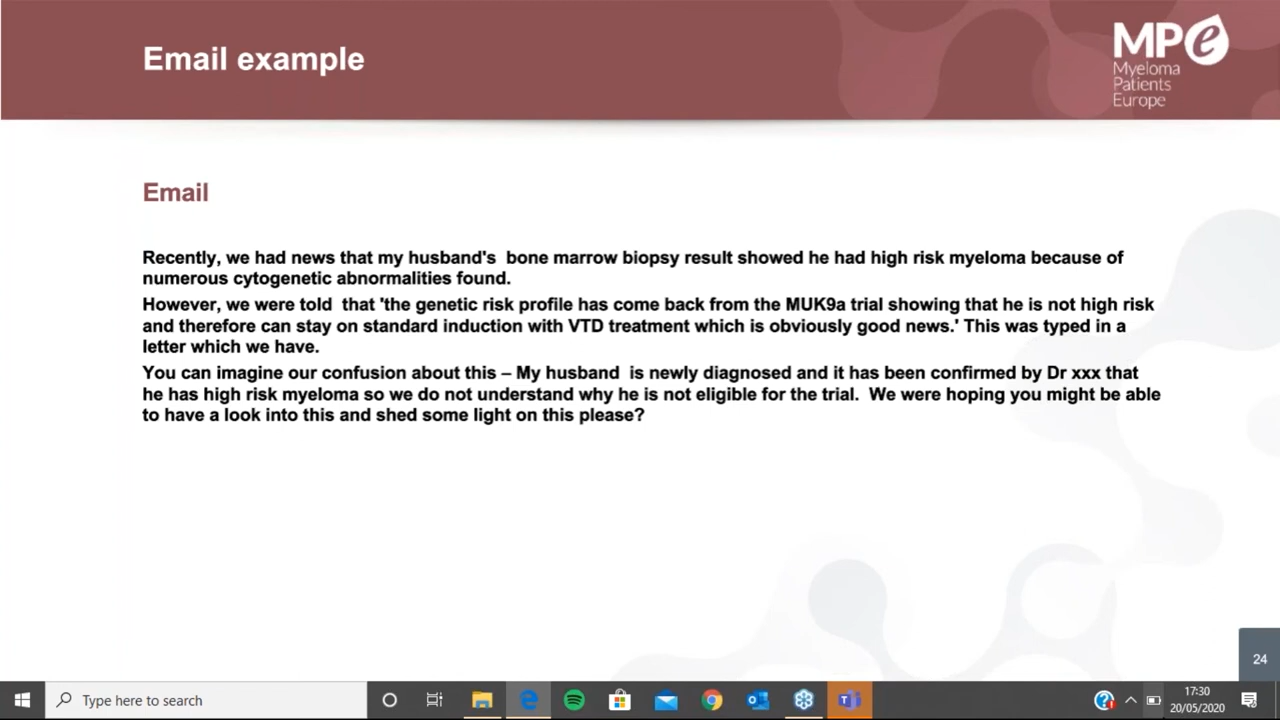 Email example
MPe
Myeloma
Patients
Europe
Email
Recently, we had news that my husband's  bone marrow biopsy result showed he had high risk myeloma because of
numerous cytogenetic abnormalities found.
However, we were told  that 'the genetic risk profile has come back from the MUK9a trial showing that he is not high risk
and therefore can stay on standard induction with VTD treatment which is obviously good news.' This was typed in a
letter which we have.
You can imagine our confusion about this – My husband  is newly diagnosed and it has been confirmed by Dr xxx that
he has high risk myeloma so we do not understand why he is not eligible for the trial.  We were hoping you might be able
to have a look into this and shed some light on this please?
24
Type here to search
17:30
20/05/2020